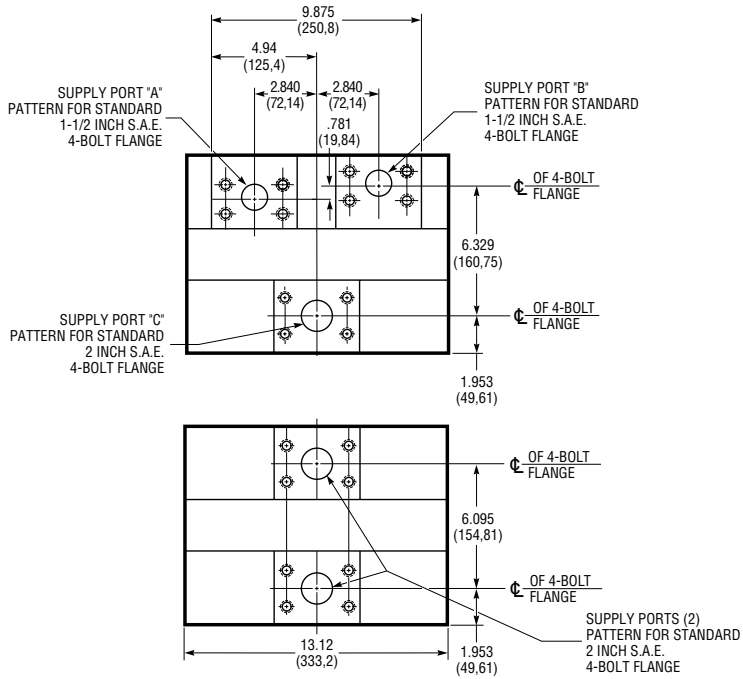 9.875
(250,8)
4.94
(125,4)
2.840
(72,14)
2.840
(72,14)
.781
(19,84)
SUPPLY PORT "A"
PATTERN FOR STANDARD
1-1/2 INCH S.A.E.
4-BOLT FLANGE
SUPPLY PORT "B"
PATTERN FOR STANDARD
1-1/2 INCH S.A.E.
4-BOLT FLANGE
℄ OF 4-BOLT
FLANGE
6.329
(160,75)
℄ OF 4-BOLT
FLANGE
SUPPLY PORT "C"
PATTERN FOR STANDARD
2 INCH S.A.E.
4-BOLT FLANGE
1.953
(49,61)
℄ OF 4-BOLT
FLANGE
6.095
(154,81)
℄ OF 4-BOLT
FLANGE
SUPPLY PORTS (2)
PATTERN FOR STANDARD
2 INCH S.A.E.
4-BOLT FLANGE
13.12
(333,2)
1.953
(49,61)